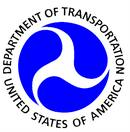 DEPARTMENT OF TRANSPORTATION
UNITED STATES OF AMERICA